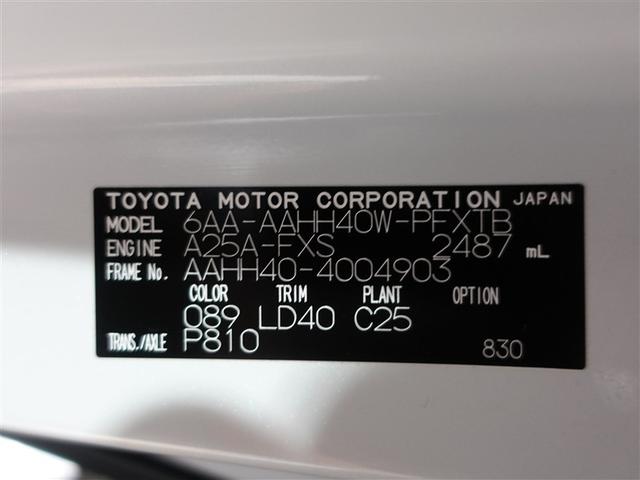 TOYOTA MOTOR CORPORATION JAPAN
MODEL 6AA-AAHH40W-PFXTB
ENGINE A25A-FXS 2487 mL
FRAME No. AAHH40-4004903
COLOR TRIM PLANT OPTION
089 LD40 C25
TRANS./AXLE P810 830